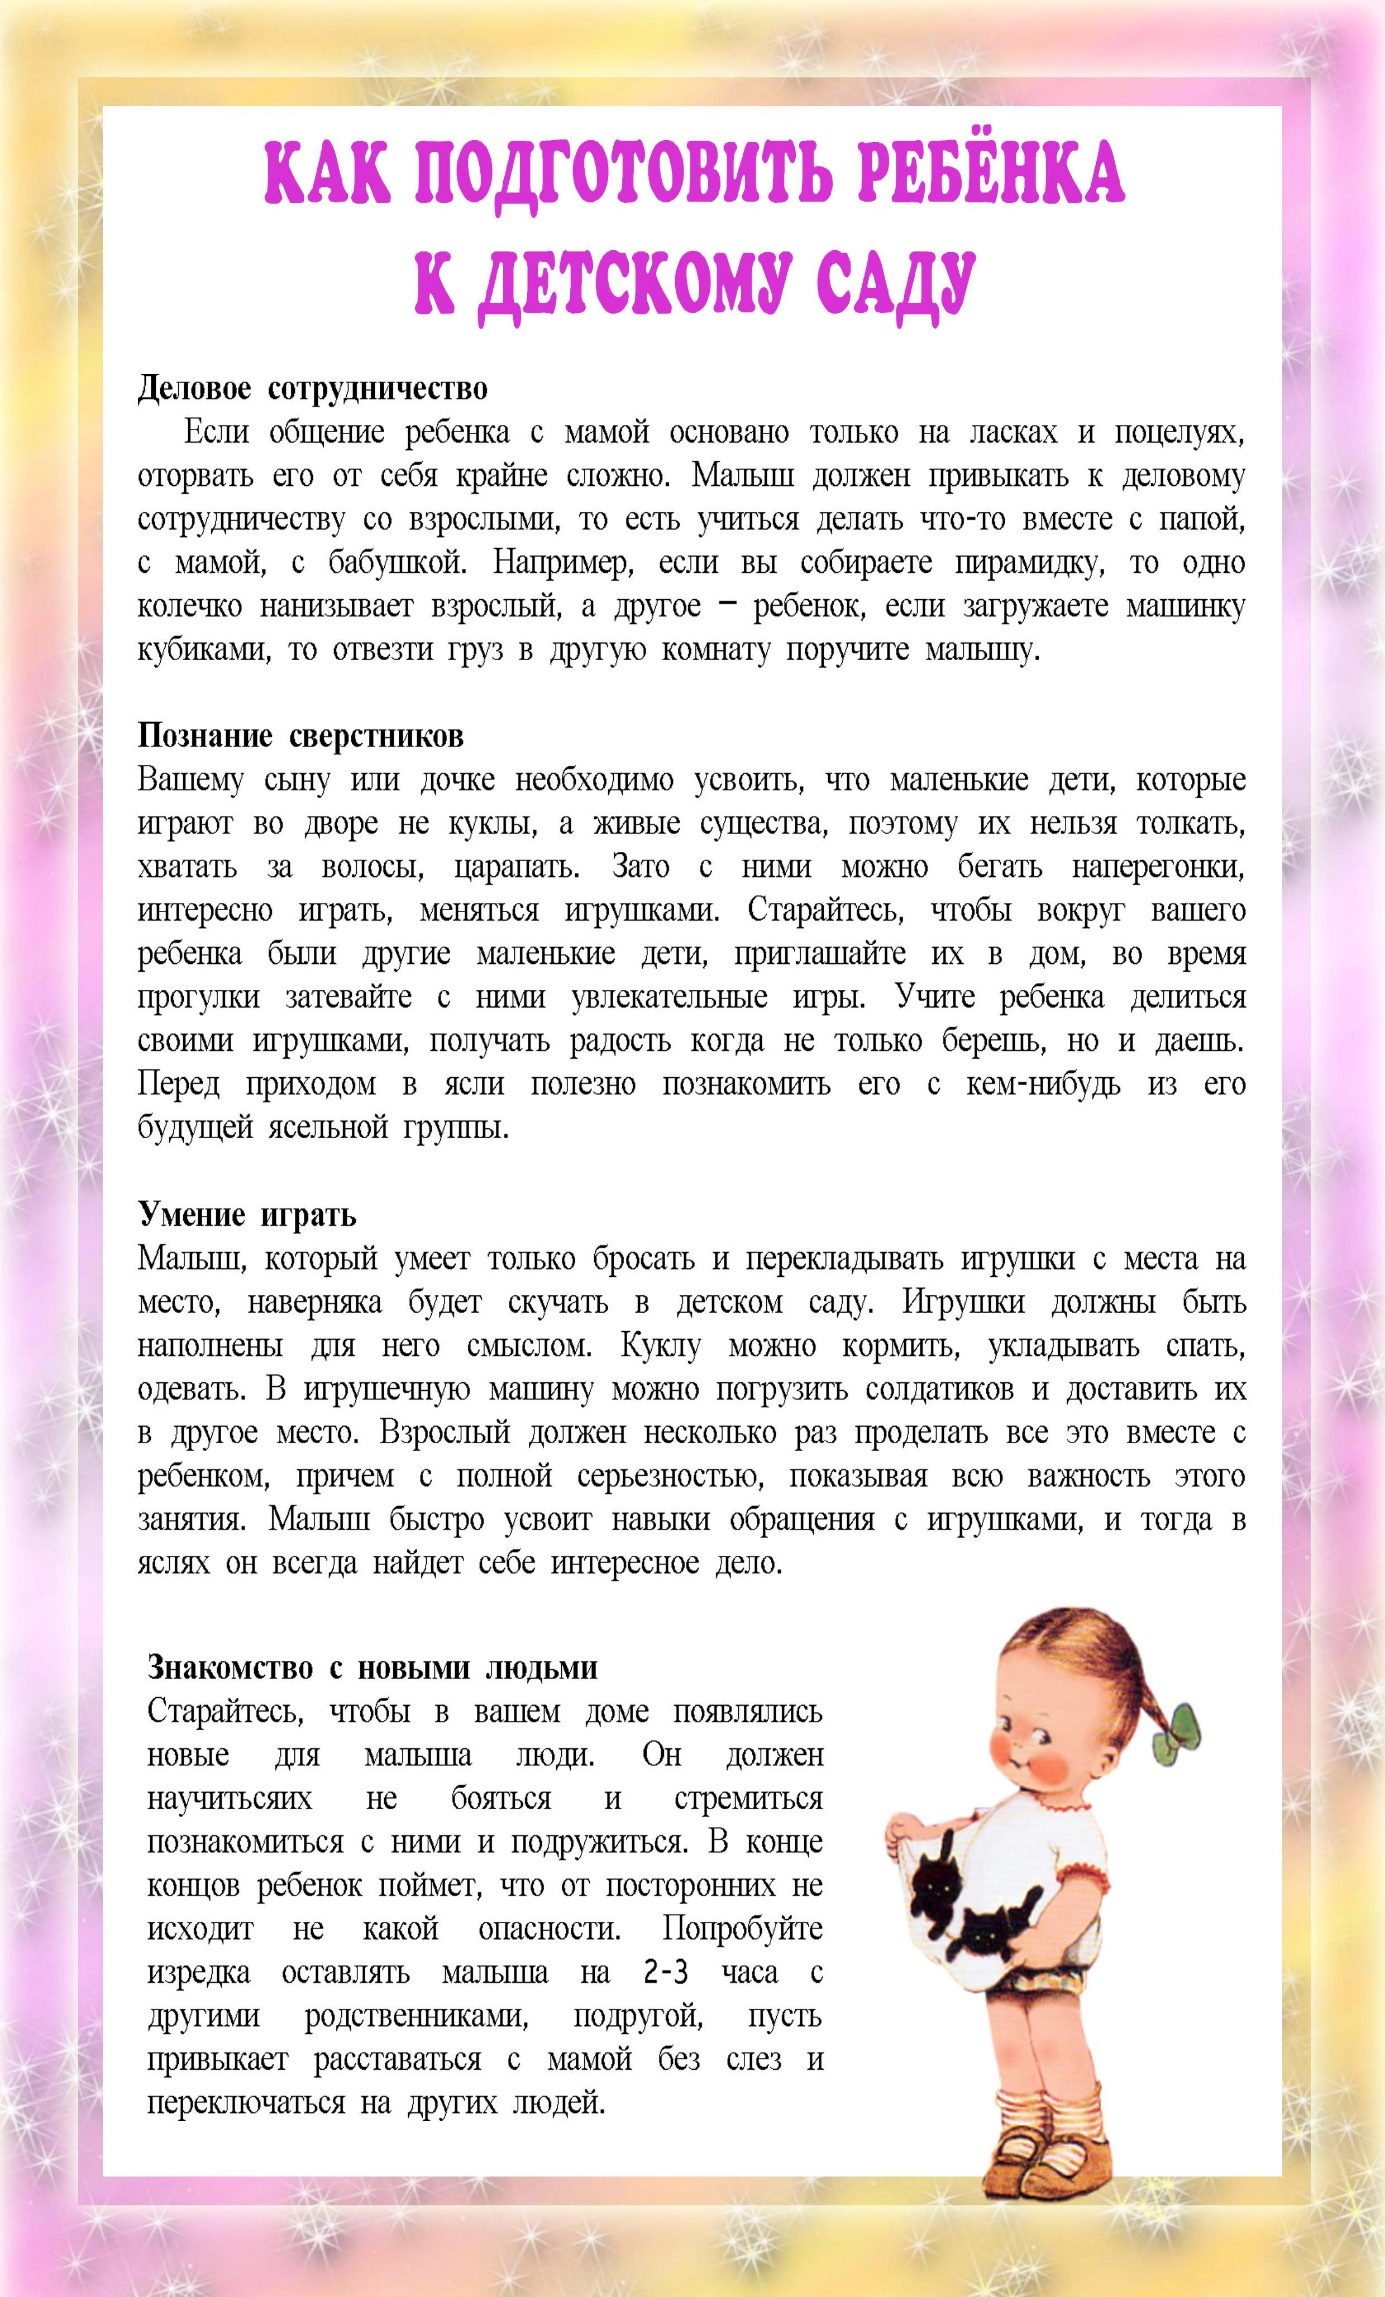 КАК ПОДГОТОВИТЬ РЕБЁНКА
К ДЕТСКОМУ САДУ
Деловое сотрудничество
Если общение ребенка с мамой основано только на ласках и поцелуях,
оторвать его от себя крайне сложно. Малыш должен привыкать к деловому
сотрудничеству со взрослыми, то есть учиться делать что-то вместе с папой,
с мамой, с бабушкой. Например, если вы собираете пирамидку, то одно
колечко нанизывает взрослый, а другое – ребенок, если загружаете машинку
кубиками, то отвезти груз в другую комнату поручите малышу.
Познание сверстников
Вашему сыну или дочке необходимо усвоить, что маленькие дети, которые
играют во дворе не куклы, а живые существа, поэтому их нельзя толкать,
хватать за волосы, царапать. Зато с ними можно бегать наперегонки,
интересно играть, меняться игрушками. Старайтесь, чтобы вокруг вашего
ребенка были другие маленькие дети, приглашайте их в дом, во время
прогулки затевайте с ними увлекательные игры. Учите ребенка делиться
своими игрушками, получать радость когда не только берешь, но и даешь.
Перед приходом в ясли полезно познакомить его с кем-нибудь из его
будущей ясельной группы.
Умение играть
Малыш, который умеет только бросать и перекладывать игрушки с места на
место, наверняка будет скучать в детском саду. Игрушки должны быть
наполнены для него смыслом. Куклу можно кормить, укладывать спать,
одевать. В игрушечную машину можно погрузить солдатиков и доставить их
в другое место. Взрослый должен несколько раз проделать все это вместе с
ребенком, причем с полной серьезностью, показывая всю важность этого
занятия. Малыш быстро усвоит навыки обращения с игрушками, и тогда в
яслях он всегда найдет себе интересное дело.
Знакомство с новыми людьми
Старайтесь, чтобы в вашем доме появлялись
новые для малыша люди. Он должен
научитьсяих не бояться и стремиться
познакомиться с ними и подружиться. В конце
концов ребенок поймет, что от посторонних не
исходит не какой опасности. Попробуйте
изредка оставлять малыша на 2-3 часа с
другими родственниками, подругой, пусть
привыкает расставаться с мамой без слез и
переключаться на других людей.